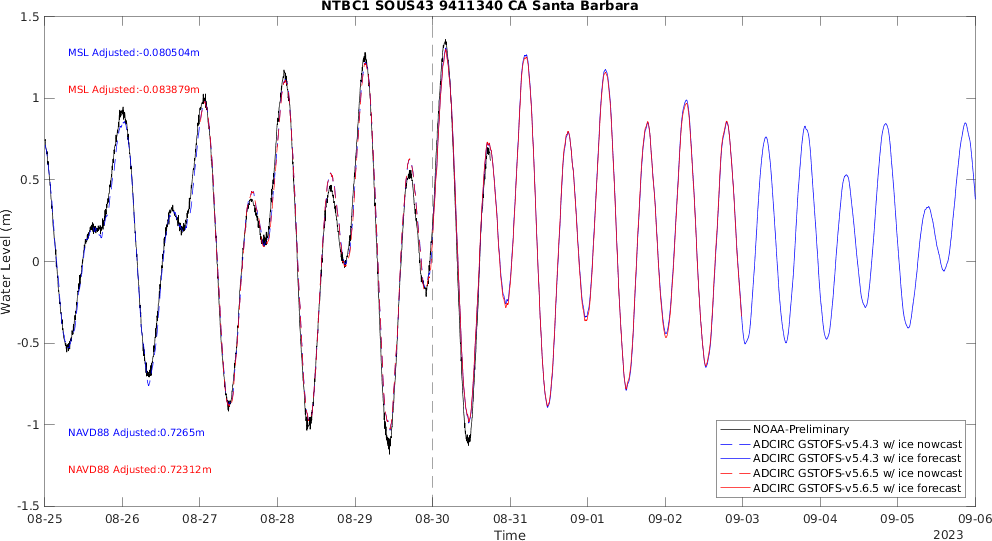 NTBC1 SOUS43 9411340 CA Santa Barbara
1.5
1
0.5
0
-0.5
-1
-1.5
Water Level (m)
MSL Adjusted:-0.080504m
MSL Adjusted:-0.083879m
NAVD88 Adjusted:0.7265m
NAVD88 Adjusted:0.72312m
NOAA-Preliminary
ADCIRC GSTOFS-v5.4.3 w/ ice nowcast
ADCIRC GSTOFS-v5.4.3 w/ ice forecast
ADCIRC GSTOFS-v5.6.5 w/ ice nowcast
ADCIRC GSTOFS-v5.6.5 w/ ice forecast
08-25 08-26 08-27 08-28 08-29 08-30 08-31 09-01 09-02 09-03 09-04 09-05 09-06
Time
2023